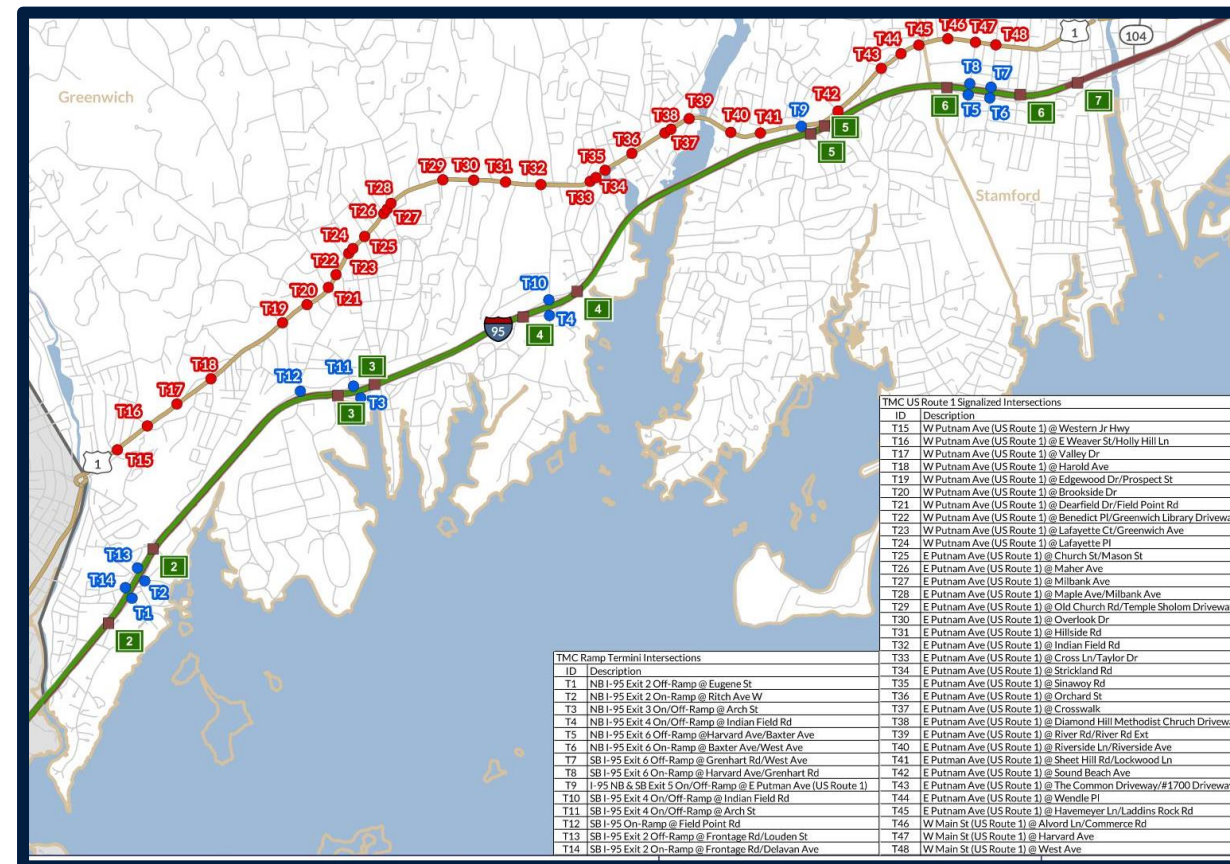 T46
T47
T45
T48
T44
T43
1
104
T8
T7
T42
T9
T5
T6
6
6
7
5
5
T39
T38
T40
T41
T37
T36
T35
T34
T33
Greenwich
Stamford
T29
T30
T31
T32
T28
T26
T27
T24
T25
T23
T22
T21
T20
T19
T10
T4
4
4
95
T18
T17
T16
T15
1
T12
T11
T3
3
3
T13
T14
T2
T1
2
2
TMC Ramp Termini Intersections
ID Description
T1 NB I-95 Exit 2 Off-Ramp @ Eugene St
T2 NB I-95 Exit 2 On-Ramp @ Ritch Ave W
T3 NB I-95 Exit 3 On/Off-Ramp @ Arch St
T4 NB I-95 Exit 4 On/Off-Ramp @ Indian Field Rd
T5 NB I-95 Exit 6 Off-Ramp @Harvard Ave/Baxter Ave
T6 NB I-95 Exit 6 On-Ramp @ Baxter Ave/West Ave
T7 SB I-95 Exit 6 Off-Ramp @ Grenhart Rd/West Ave
T8 SB I-95 Exit 6 On-Ramp @ Harvard Ave/Grenhart Rd
T9 I-95 NB & SB Exit 5 On/Off-Ramp @ E Putman Ave (US Route 1)
T10 SB I-95 Exit 4 On/Off-Ramp @ Indian Field Rd
T11 SB I-95 Exit 4 On/Off-Ramp @ Arch St
T12 SB I-95 On-Ramp @ Field Point Rd
T13 SB I-95 Exit 2 Off-Ramp @ Frontage Rd/Louden St
T14 SB I-95 Exit 2 On-Ramp @ Frontage Rd/Delavan Ave
TMC US Route 1 Signalized Intersections
ID Description
T15 W Putnam Ave (US Route 1) @ Western Jr Hwy
T16 W Putnam Ave (US Route 1) @ E Weaver St/Holly Hill Ln
T17 W Putnam Ave (US Route 1) @ Valley Dr
T18 W Putnam Ave (US Route 1) @ Harold Ave
T19 W Putnam Ave (US Route 1) @ Edgewood Dr/Prospect St
T20 W Putnam Ave (US Route 1) @ Brookside Dr
T21 W Putnam Ave (US Route 1) @ Dearfield Dr/Field Point Rd
T22 W Putnam Ave (US Route 1) @ Benedict Pl/Greenwich Library Drivewa
T23 W Putnam Ave (US Route 1) @ Lafayette Ct/Greenwich Ave
T24 W Putnam Ave (US Route 1) @ Lafayette Pl
T25 E Putnam Ave (US Route 1) @ Church St/Mason St
T26 E Putnam Ave (US Route 1) @ Maher Ave
T27 E Putnam Ave (US Route 1) @ Milbank Ave
T28 E Putnam Ave (US Route 1) @ Maple Ave/Milbank Ave
T29 E Putnam Ave (US Route 1) @ Old Church Rd/Temple Sholom Drivewa
T30 E Putnam Ave (US Route 1) @ Overlook Dr
T31 E Putnam Ave (US Route 1) @ Hillside Rd
T32 E Putnam Ave (US Route 1) @ Indian Field Rd
T33 E Putnam Ave (US Route 1) @ Cross Ln/Taylor Dr
T34 E Putnam Ave (US Route 1) @ Strickland Rd
T35 E Putnam Ave (US Route 1) @ Sinawoy Rd
T36 E Putnam Ave (US Route 1) @ Orchard St
T37 E Putnam Ave (US Route 1) @ Crosswalk
T38 E Putnam Ave (US Route 1) @ Diamond Hill Methodist Chruch Drivewa
T39 E Putnam Ave (US Route 1) @ River Rd/River Rd Ext
T40 E Putnam Ave (US Route 1) @ Riverside Ln/Riverside Ave
T41 E Putman Ave (US Route 1) @ Sheet Hill Rd/Lockwood Ln
T42 E Putnam Ave (US Route 1) @ Sound Beach Ave
T43 E Putnam Ave (US Route 1) @ The Common Driveway/#1700 Driveway
T44 E Putnam Ave (US Route 1) @ Wendle Pl
T45 E Putnam Ave (US Route 1) @ Havemeyer Ln/Laddins Rock Rd
T46 W Main St (US Route 1) @ Alvord Ln/Commerce Rd
T47 W Main St (US Route 1) @ Harvard Ave
T48 W Main St (US Route 1) @ West Ave